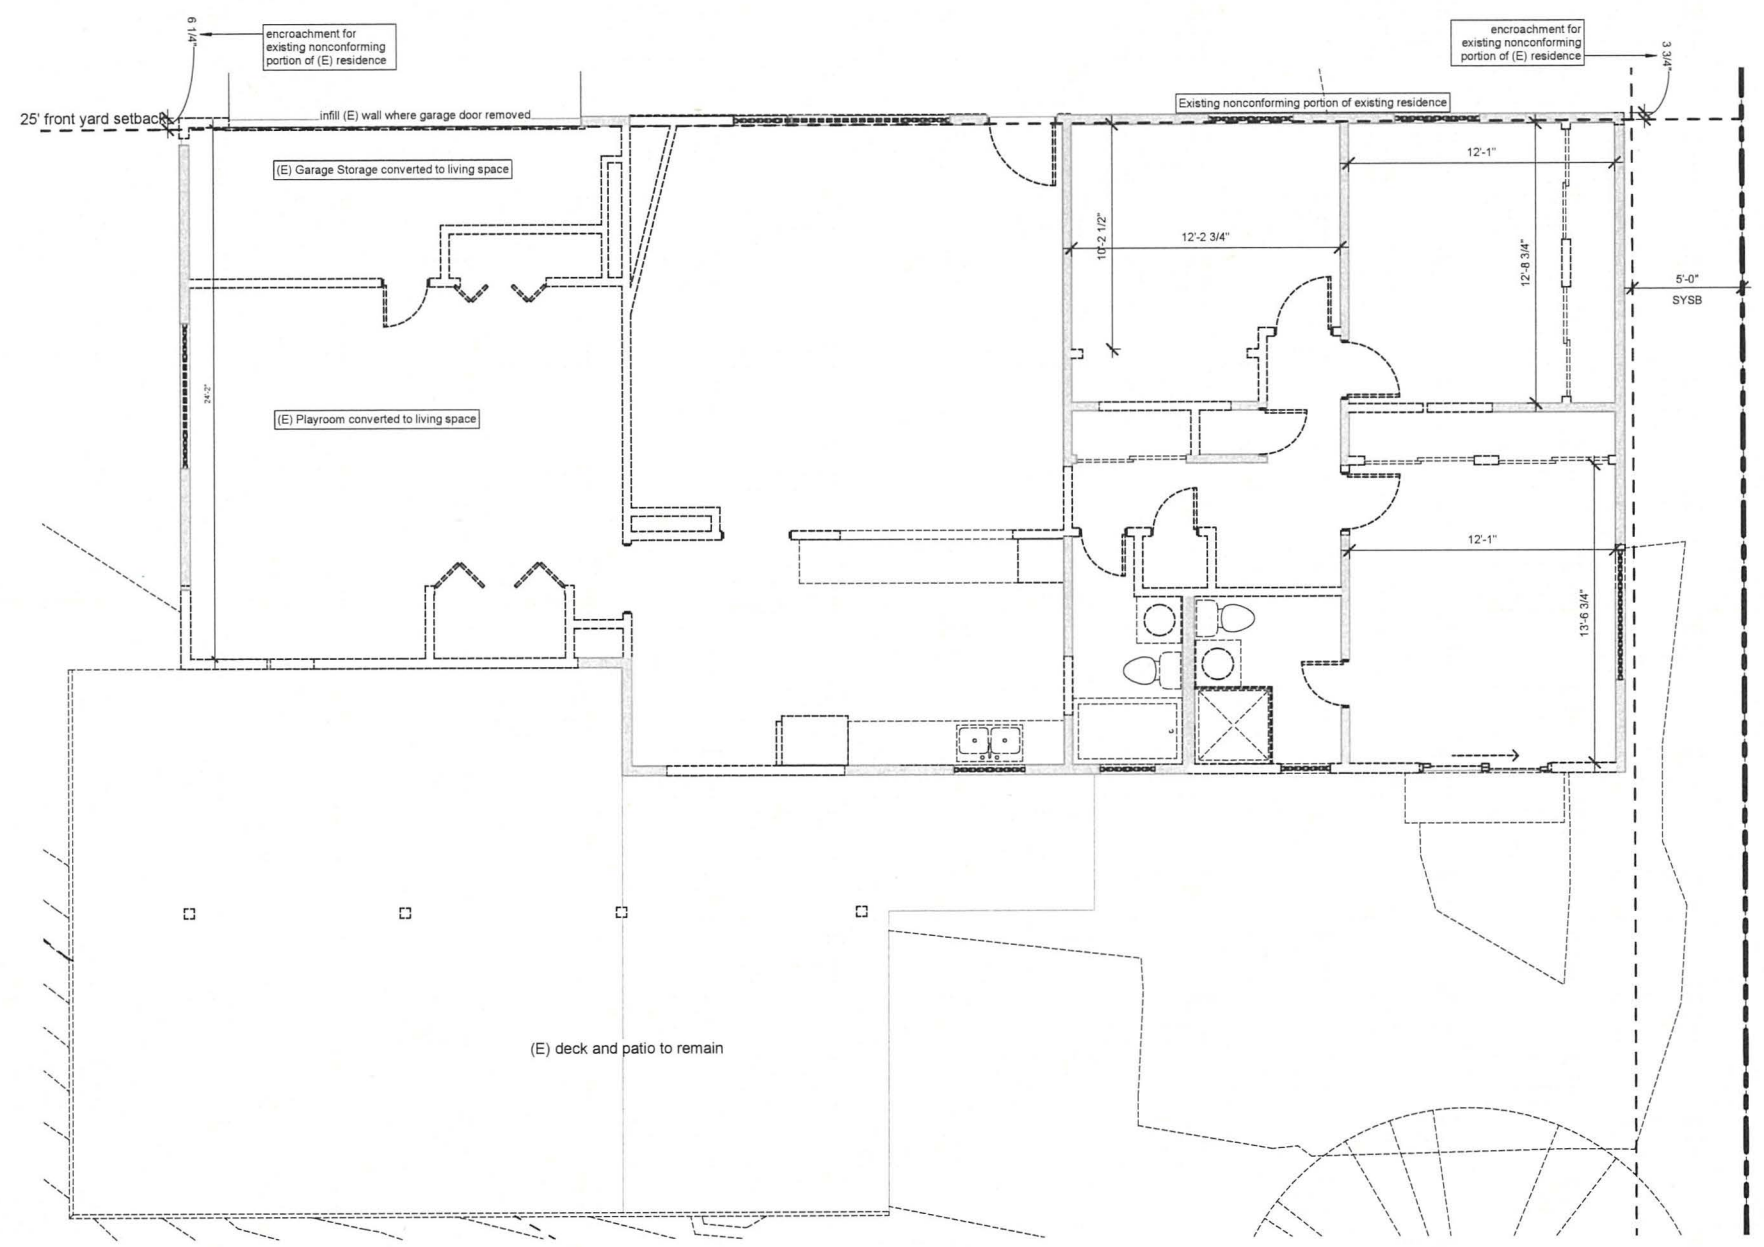 6 1/4"
encroachment for
existing nonconforming
portion of (E) residence
encroachment for
existing nonconforming
portion of (E) residence
3 3/4"
25' front yard setback
infill (E) wall where garage door removed
Existing nonconforming portion of existing residence
(E) Garage Storage converted to living space
12'-1"
10'-2 1/2"
12'-2 3/4"
12'-8 3/4"
5'-0"
SYSB
24'-2"
(E) Playroom converted to living space
12'-1"
13'-6 3/4"
(E) deck and patio to remain